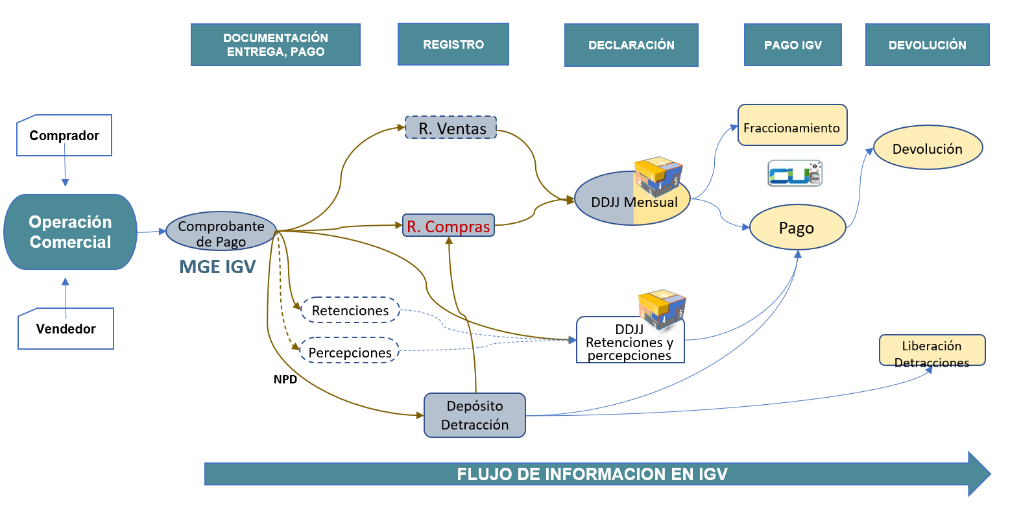 DOCUMENTACIÓN
ENTREGA, PAGO
REGISTRO
DECLARACIÓN
PAGO IGV
DEVOLUCIÓN
Comprador
Operación
Comercial
Vendedor
Comprobante
de Pago
MGE IGV
R. Ventas
R. Compras
Retenciones
Percepciones
NPD
Depósito
Detracción
DDJJ Mensual
DDJJ
Retenciones y
percepciones
Fraccionamiento
Pago
Devolución
Liberación
Detracciones
FLUJO DE INFORMACION EN IGV